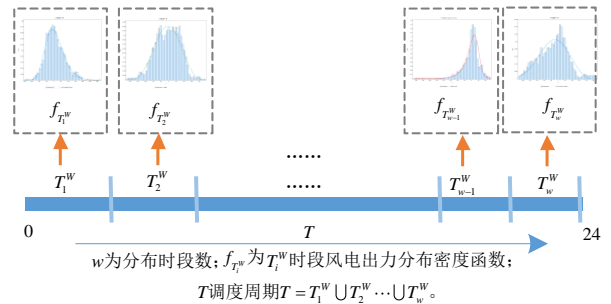 f_{T_1^W} f_{T_2^W} f_{T_{w-1}^W} f_{T_w^W}
T_1^W T_2^W ...... T_{w-1}^W T_w^W
......
0 T 24
w为分布时段数；f_{T_i^W}为T_i^W时段风电出力分布密度函数；
T调度周期T = T_1^W ∪ T_2^W ⋯ ∪ T_w^W。